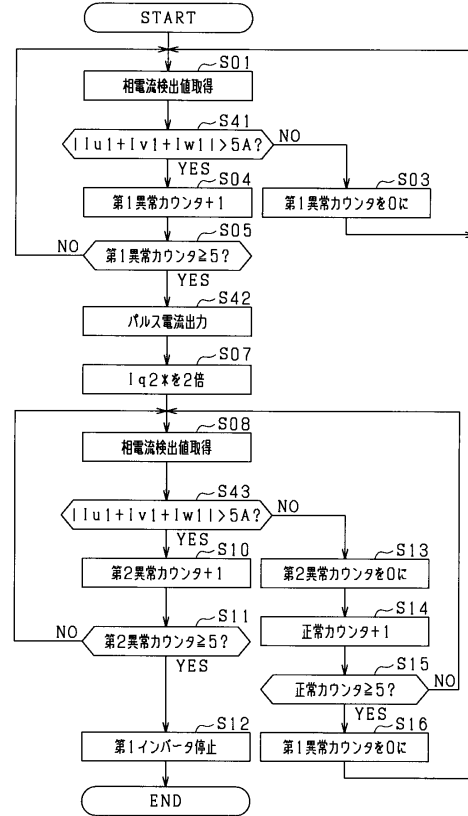 START
S01
相電流検出値取得
S41
|Iu1+Iv1+Iw1|>5A?
NO
YES
S04
第1異常カウンタ+1
S03
第1異常カウンタを0に
S05
NO
第1異常カウンタ≧5?
YES
S42
パルス電流出力
S07
Iq2*を2倍
S08
相電流検出値取得
S43
|Iu1+Iv1+Iw1|>5A?
NO
YES
S10
第2異常カウンタ+1
S13
第2異常カウンタを0に
S14
正常カウンタ+1
S11
NO
第2異常カウンタ≧5?
YES
S15
正常カウンタ≧5?
NO
YES
S12
第1インバータ停止
S16
第1異常カウンタを0に
END